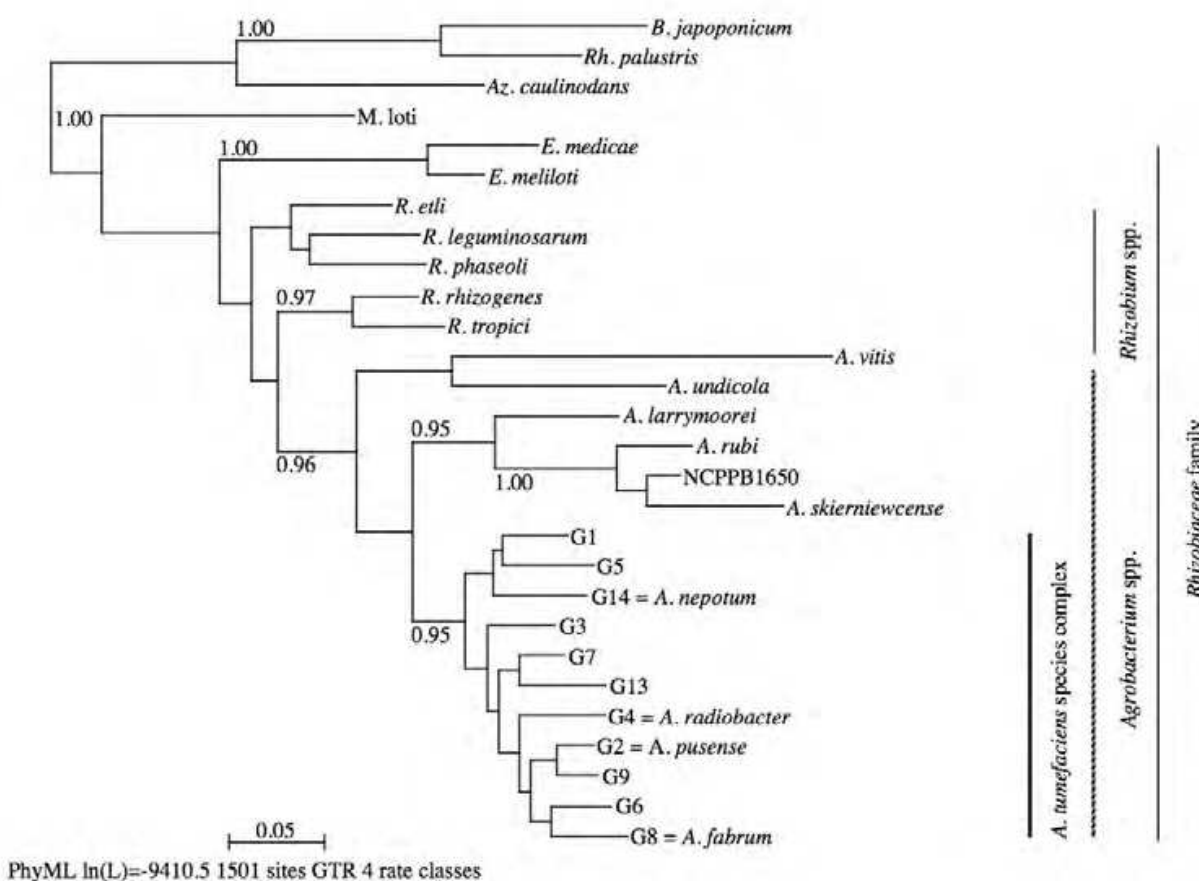 1.00
B. japoponicum
Rh. palustris
Az. caulinodans
1.00
M. loti
1.00
E. medicae
E. meliloti
R. etli
R. leguminosarum
R. phaseoli
0.97
R. rhizogenes
R. tropici
A. vitis
A. undicola
0.96
0.95
A. larrymoorei
A. rubi
1.00
NCPPB1650
A. skierniewcense
G1
G5
G14 = A. nepotum
0.95
G3
G7
G13
G4 = A. radiobacter
G2 = A. pusense
G9
G6
G8 = A. fabrum
A. tumefaciens species complex
Rhizobium spp.
Agrobacterium spp.
Rhizobiaceae family
0.05
PhyML ln(L)=-9410.5 1501 sites GTR 4 rate classes